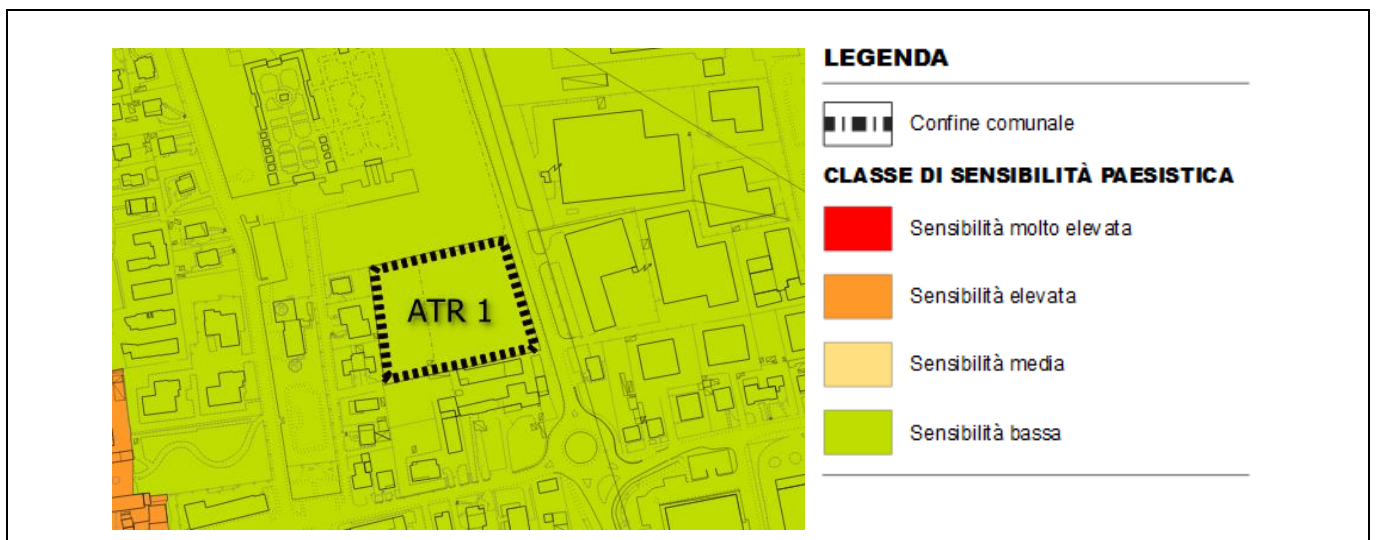 LEGENDA
Confine comunale
CLASSE DI SENSIBILITÀ PAESISTICA
Sensibilità molto elevata
Sensibilità elevata
Sensibilità media
Sensibilità bassa
ATR 1